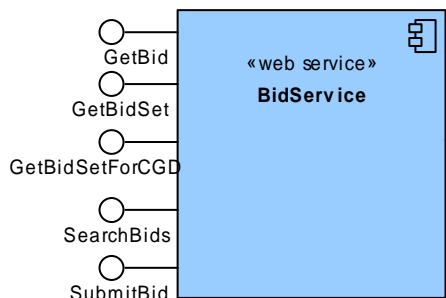 GetBid
«web service»
BidService
GetBidSet
GetBidSetForCGD
SearchBids
SubmitBid